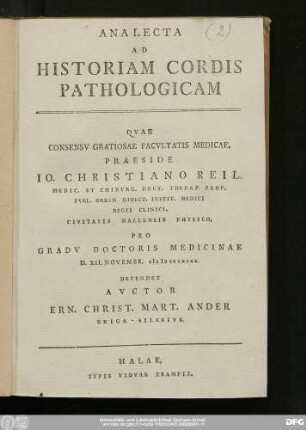 (2)
ANALECTA
AD
HISTORIAM CORDIS
PATHOLOGICAM
QVAE
CONSENSV GRATIOSAE FACVLTATIS MEDICAE,
PRAESIDE
IO. CHRISTIANO REIL.
MEDIC. ET CHIRVRG. DOCT. THERAP. PROF.
PVBL. ORDIN. DIRECT. INSTIT. MEDICI
REGII CLINICI,
CIVITATIS HALLENSIS PHYSICO,
PRO
GRADV DOCTORIS MEDICINAE
D. XII. NOVEMBR.
DEFENDET
AVCTOR
ERN. CHRIST. MART. ANDER
BRIGA-SILESIVS.
HALAE,
TYPIS VIDVAE FRANCIAE.